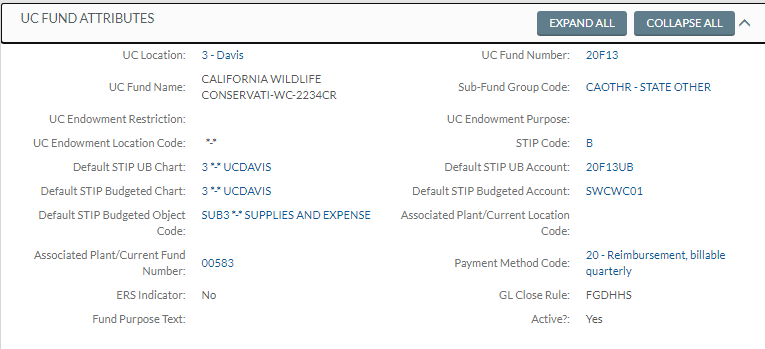 UC FUND ATTRIBUTES EXPAND ALL COLLAPSE ALL
UC Location: 3 - Davis UC Fund Number: 20F13
UC Fund Name: CALIFORNIA WILDLIFE
CONSERVATI-WC-2234CR Sub-Fund Group Code: CAOTHR - STATE OTHER
UC Endowment Restriction: UC Endowment Purpose:
UC Endowment Location Code: *-* STIP Code: B
Default STIP UB Chart: 3 *-* UCDAVIS Default STIP UB Account: 20F13UB
Default STIP Budgeted Chart: 3 *-* UCDAVIS Default STIP Budgeted Account: SWCWC01
Default STIP Budgeted Object
Code: SUB3 *-* SUPPLIES AND EXPENSE Associated Plant/Current Location
Code:
Associated Plant/Current Fund
Number: 00583 Payment Method Code: 20 - Reimbursement, billable
quarterly
ERS Indicator: No GL Close Rule: FGDHHS
Fund Purpose Text: Active?: Yes